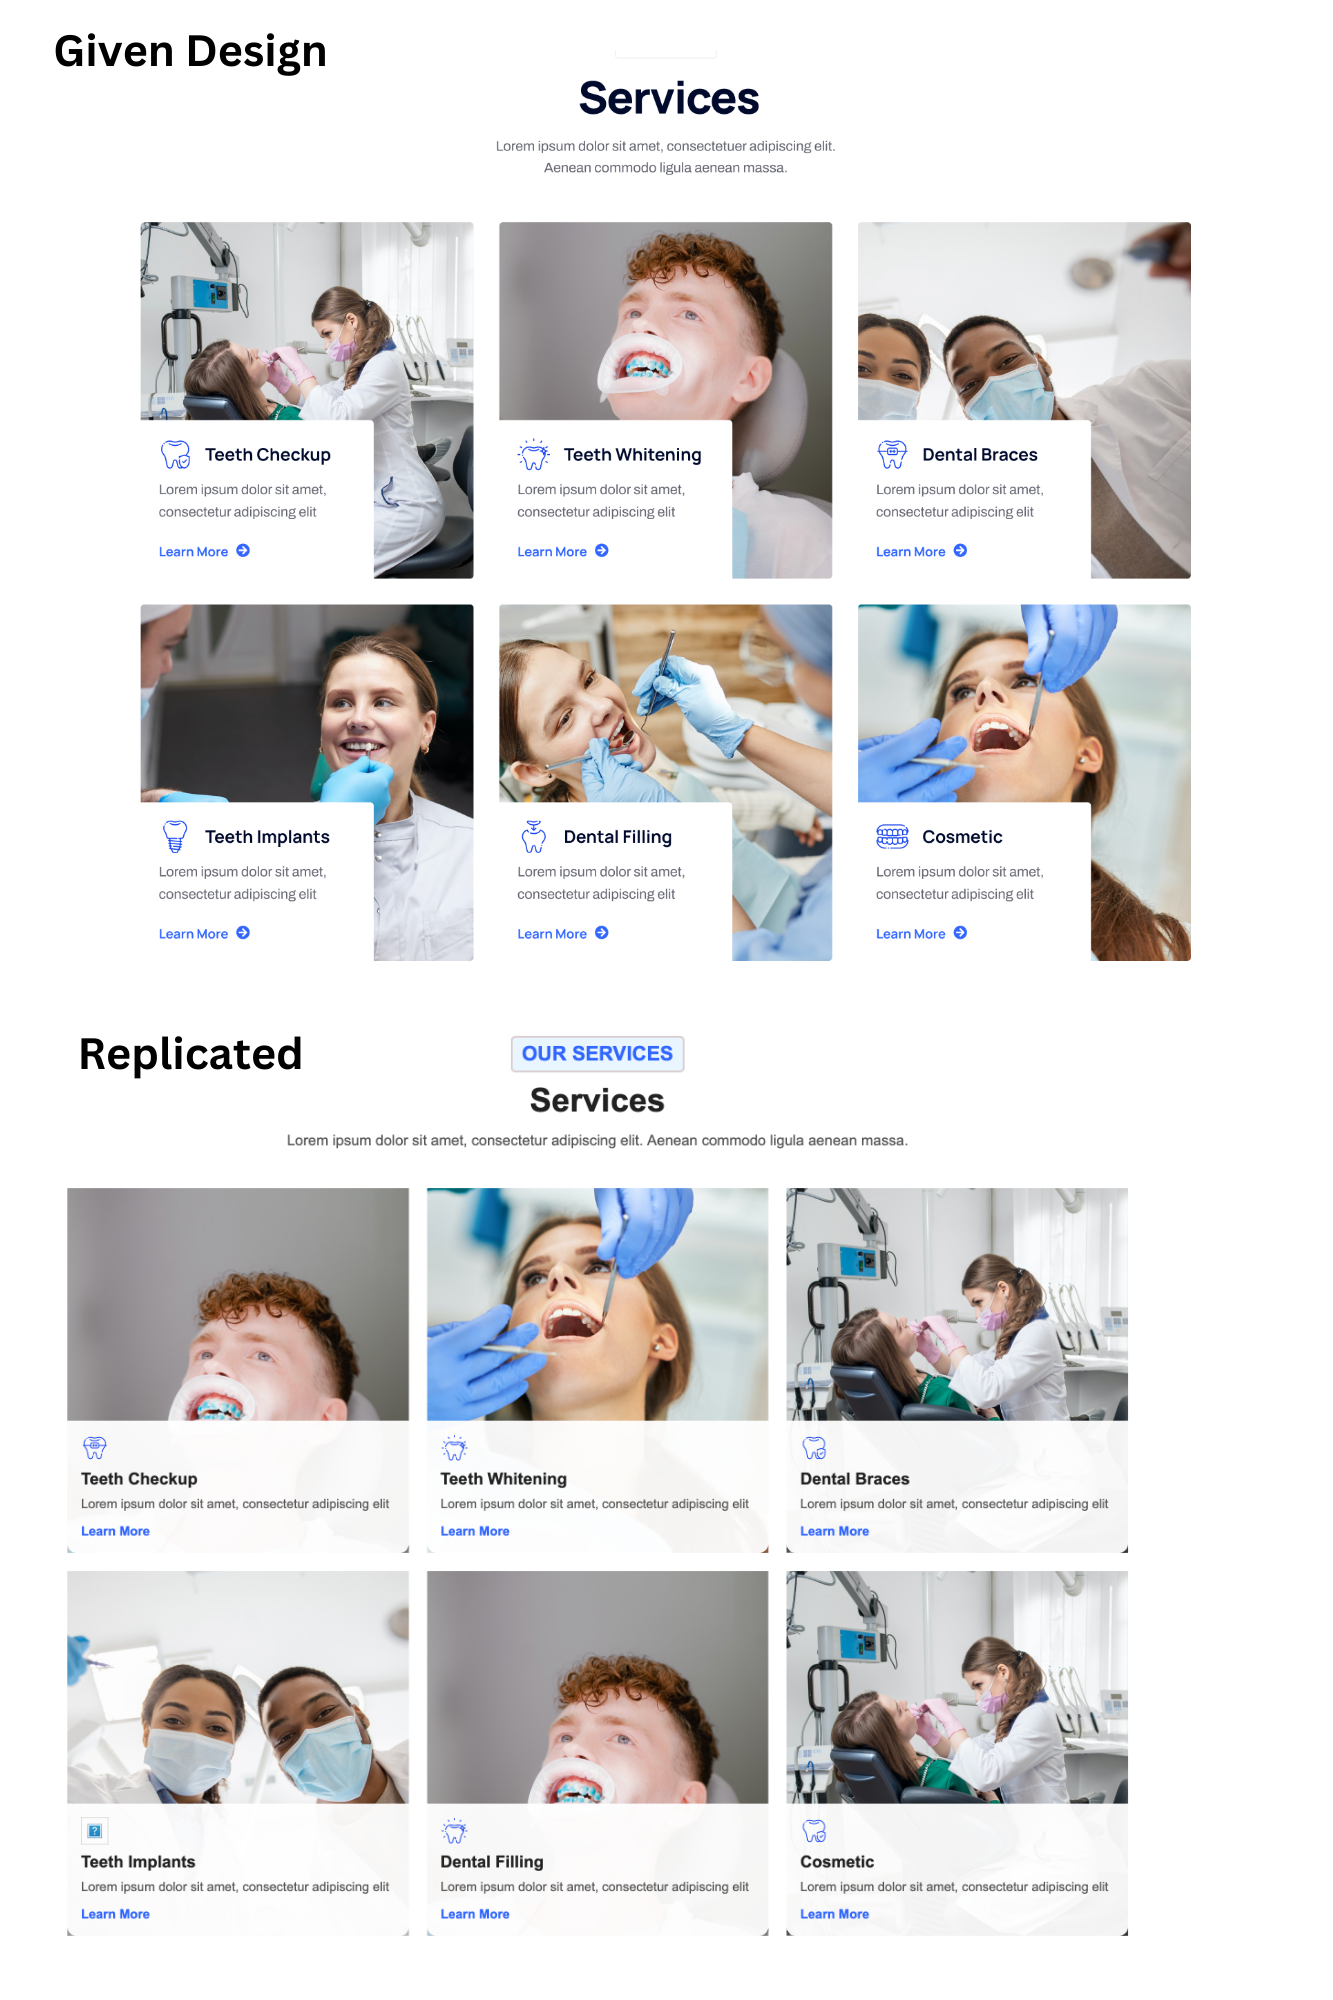 Given Design
Services
Lorem ipsum dolor sit amet, consectetuer adipiscing elit.
Aenean commodo ligula aenean massa.
Teeth Checkup
Lorem ipsum dolor sit amet,
consectetur adipiscing elit
Learn More
Teeth Whitening
Lorem ipsum dolor sit amet,
consectetur adipiscing elit
Learn More
Dental Braces
Lorem ipsum dolor sit amet,
consectetur adipiscing elit
Learn More
Teeth Implants
Lorem ipsum dolor sit amet,
consectetur adipiscing elit
Learn More
Dental Filling
Lorem ipsum dolor sit amet,
consectetur adipiscing elit
Learn More
Cosmetic
Lorem ipsum dolor sit amet,
consectetur adipiscing elit
Learn More
Replicated
OUR SERVICES
Services
Lorem ipsum dolor sit amet, consectetur adipiscing elit. Aenean commodo ligula aenean massa.
Teeth Checkup
Lorem ipsum dolor sit amet, consectetur adipiscing elit
Learn More
Teeth Whitening
Lorem ipsum dolor sit amet, consectetur adipiscing elit
Learn More
Dental Braces
Lorem ipsum dolor sit amet, consectetur adipiscing elit
Learn More
Teeth Implants
Lorem ipsum dolor sit amet, consectetur adipiscing elit
Learn More
Dental Filling
Lorem ipsum dolor sit amet, consectetur adipiscing elit
Learn More
Cosmetic
Lorem ipsum dolor sit amet, consectetur adipiscing elit
Learn More